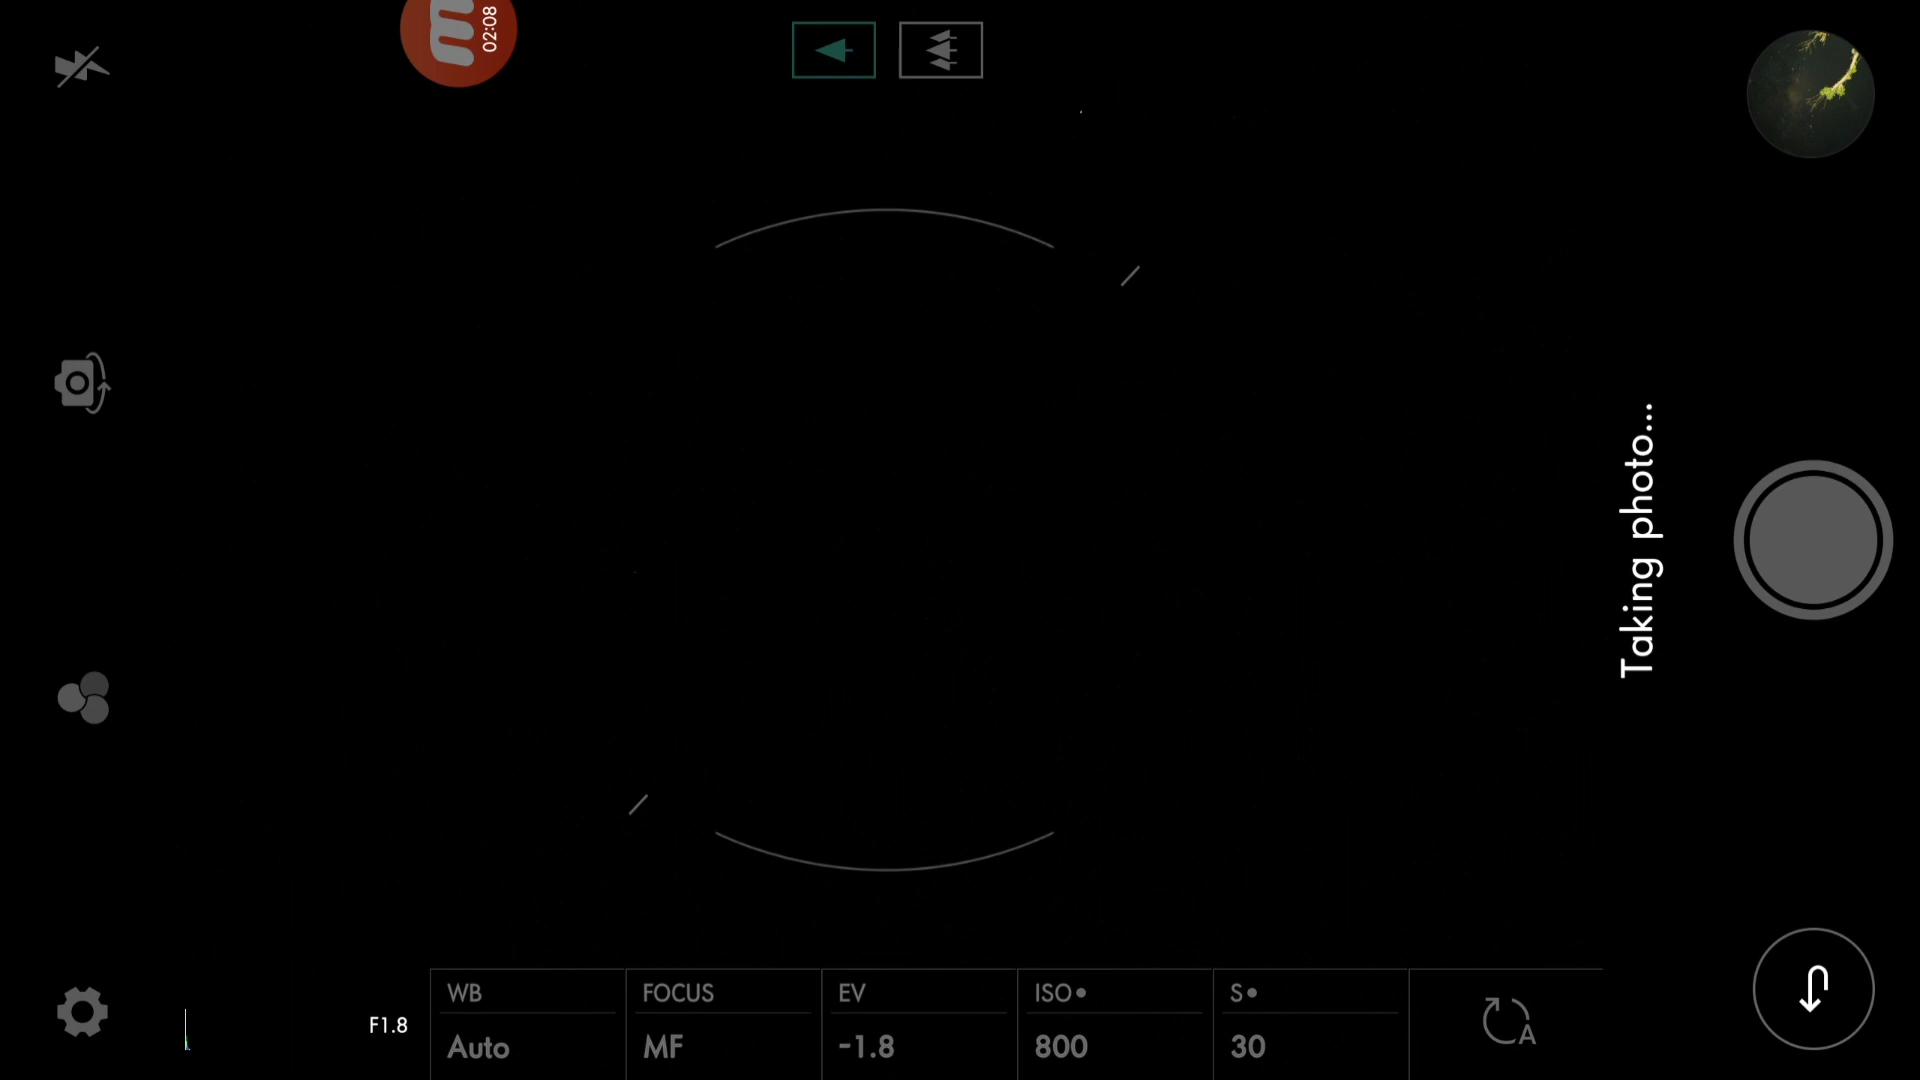 m
02:08
Taking photo...
F1.8
WB
Auto
FOCUS
MF
EV
-1.8
ISO
800
S
30
A